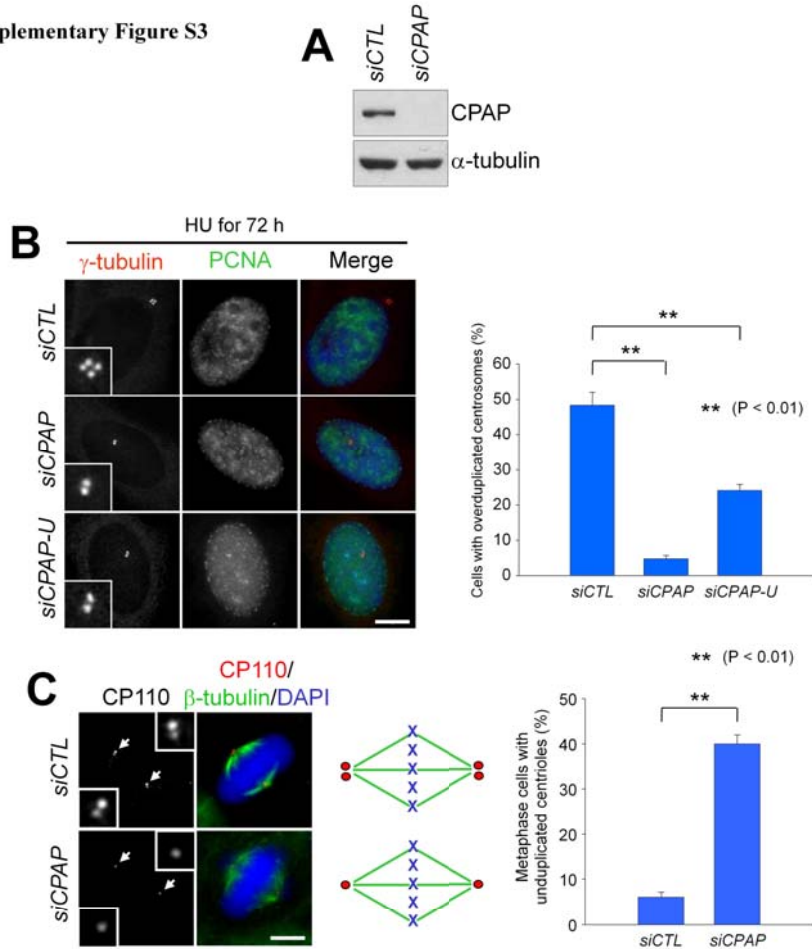 plementary Figure S3
A
siCTL
siCPAP
CPAP
α-tubulin
B
HU for 72 h
γ-tubulin PCNA Merge
siCTL
siCPAP
siCPAP-U
Cells with overduplicated centrosomes (%)
60
50
40
30
20
10
0
**
**
** (P < 0.01)
siCTL siCPAP siCPAP-U
C
CP110
CP110/
β-tubulin/DAPI
siCTL
siCPAP
X
X
X
X
X
X
X
X
X
X
Metaphase cells with
unduplicated centrioles (%)
50
40
30
20
10
0
** (P < 0.01)
**
siCTL siCPAP